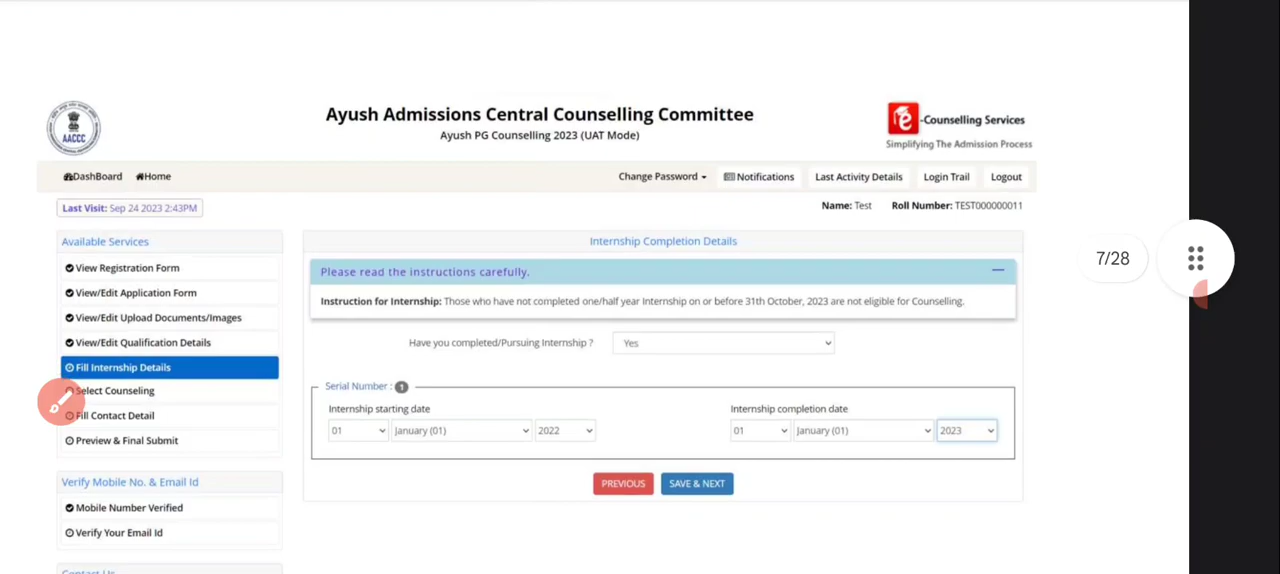 Ayush Admissions Central Counselling Committee
Ayush PG Counselling 2023 (UAT Mode)
AACCC
e -Counselling Services
Simplifying The Admission Process
DashBoard Home Change Password Notifications Last Activity Details Login Trail Logout
Last Visit: Sep 24 2023 2:43PM
Name: Test Roll Number: TEST000000011
Available Services
View Registration Form
View/Edit Application Form
View/Edit Upload Documents/Images
View/Edit Qualification Details
Fill Internship Details
Select Counseling
Fill Contact Detail
Preview & Final Submit
Verify Mobile No. & Email Id
Mobile Number Verified
Verify Your Email Id
Contact Us
Internship Completion Details
Please read the instructions carefully.
Instruction for Internship: Those who have not completed one/half year Internship on or before 31th October, 2023 are not eligible for Counselling.
Have you completed/Pursuing Internship ? Yes
Serial Number : 1
Internship starting date Internship completion date
01 January (01) 2022 01 January (01) 2023
PREVIOUS SAVE & NEXT
7/28